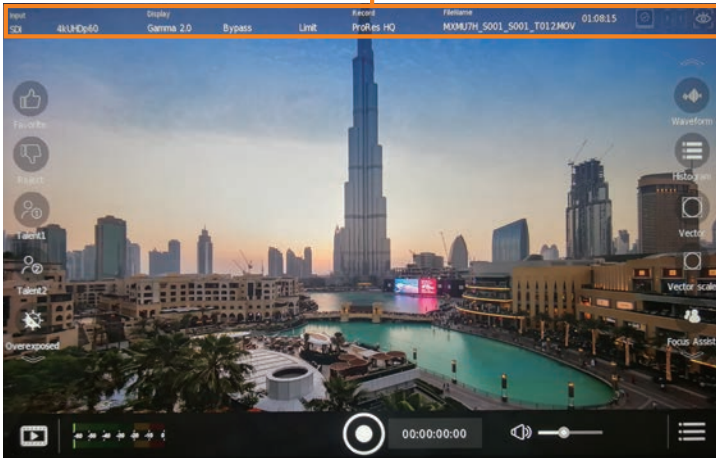 Input
Display
Record
FileName
SDI 4kUHDp60 Gamma 2.0 Bypass Limit ProRes HQ MXMU7H_S001_S001_T012.MOV 01:08:15
Favorite
Waveform
Reject
Histogram
Talent1
Vector
Talent2
Vector scale
Overexposed
Focus Assist
00:00:00:00